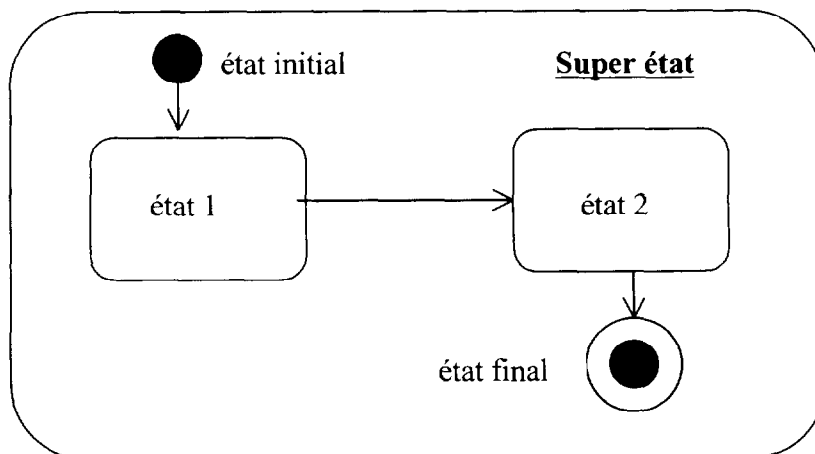 état initial
Super état
état 1
état 2
état final